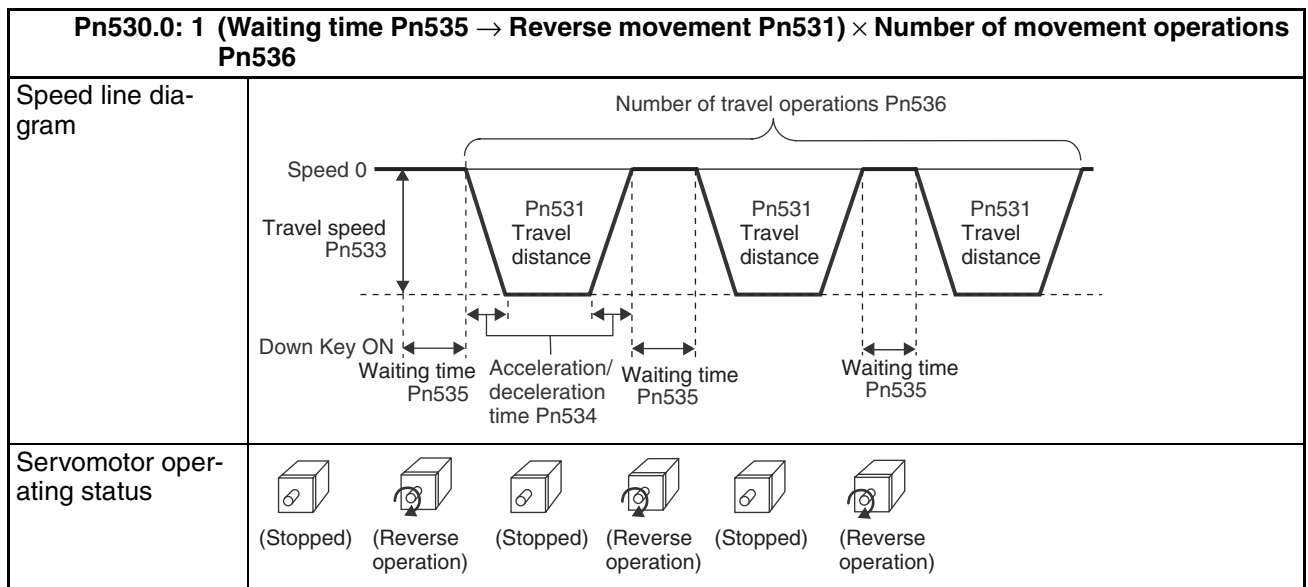 Pn530.0: 1 (Waiting time Pn535 → Reverse movement Pn531) × Number of movement operations
Pn536
Speed line dia-
gram
Number of travel operations Pn536
Speed 0
Travel speed
Pn533
Pn531
Travel
distance
Pn531
Travel
distance
Pn531
Travel
distance
Down Key ON
Waiting time
Pn535
Acceleration/
deceleration
time Pn534
Waiting time
Pn535
Waiting time
Pn535
Servomotor oper-
ating status
(Stopped)
(Reverse
operation)
(Stopped)
(Reverse
operation)
(Stopped)
(Reverse
operation)